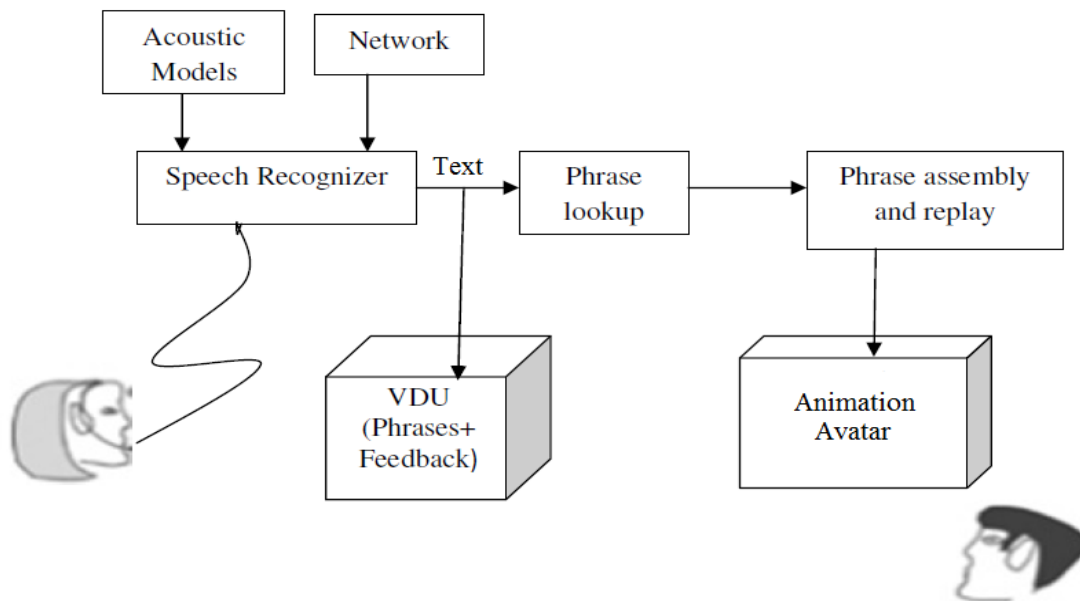 Acoustic
Models
Network
Speech Recognizer
Text
Phrase
lookup
Phrase assembly
and replay
VDU
(Phrases+
Feedback)
Animation
Avatar